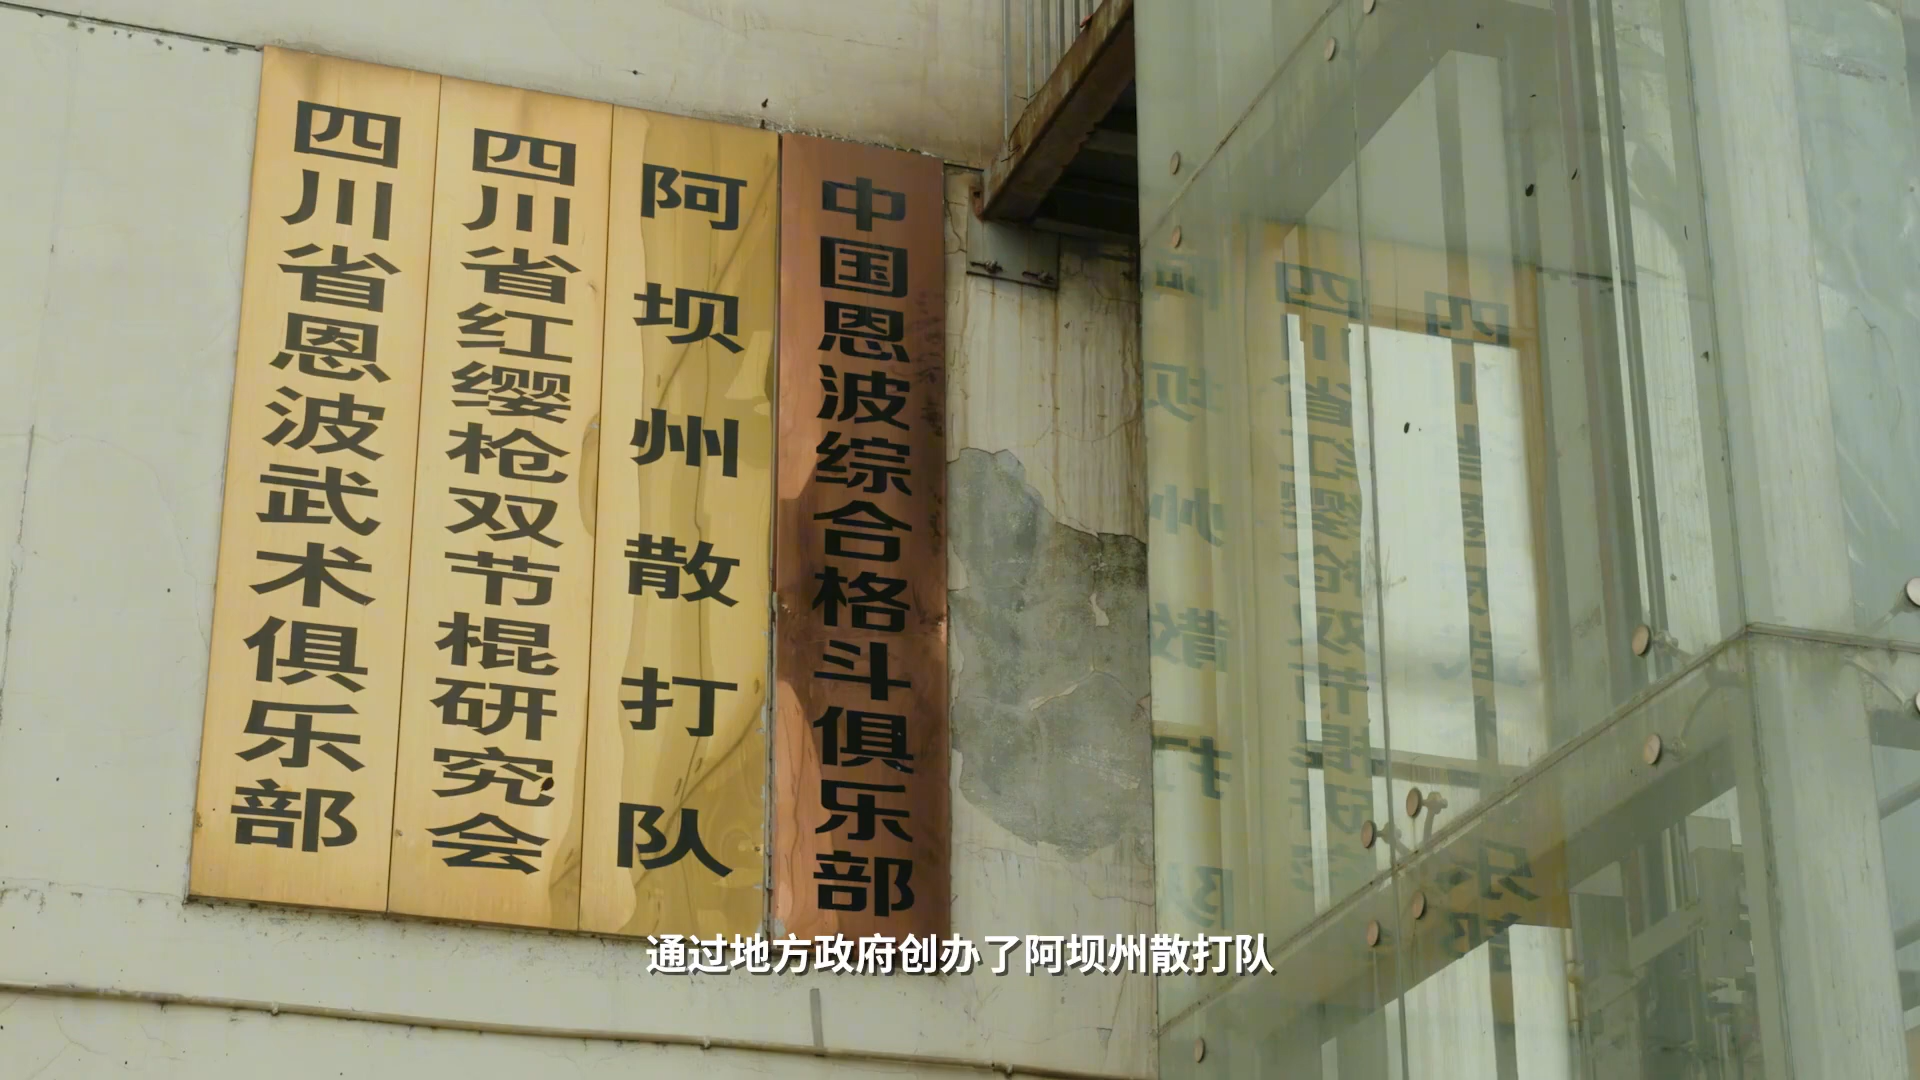 四川省恩波武术俱乐部
四川省红缨枪双节棍研究会
阿坝州散打队
中国恩波综合格斗俱乐部
通过地方政府创办了阿坝州散打队